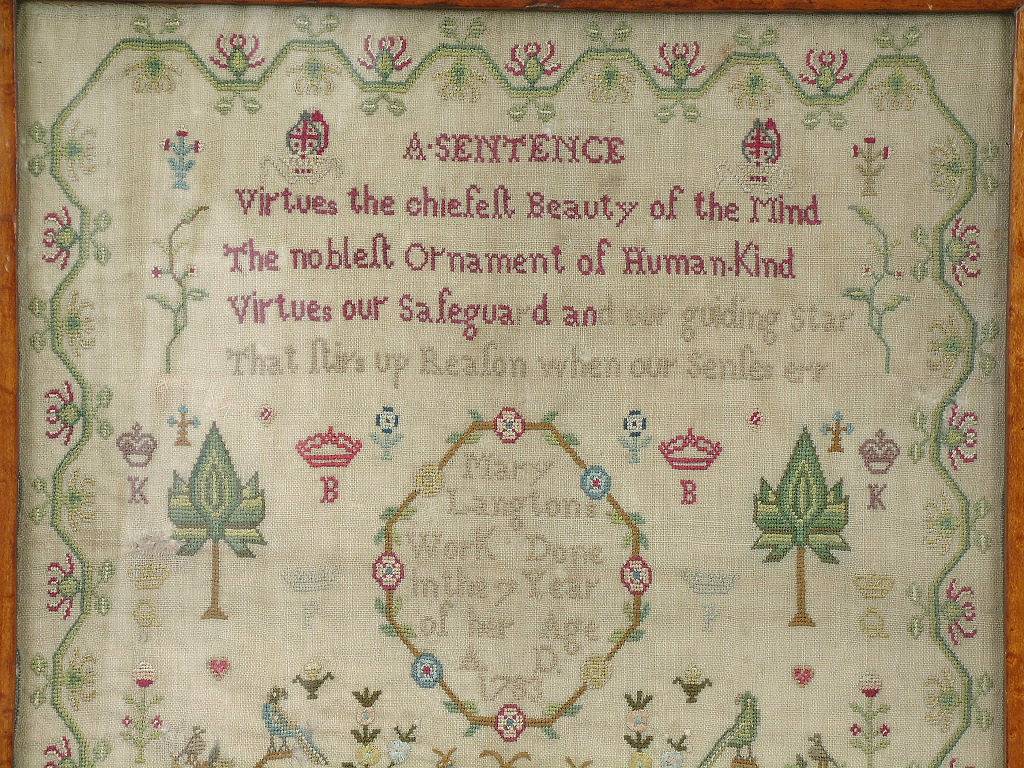 A·SENTENCE
Virtues the chiefeſt Beauty of the Mind
The nobleſt Ornament of Human-KInd
Virtues our Safeguard and our guiding Star
That ſtirs up Reaſon when our Senſes err
K B B K
Mary
Langtons
Work Done
in the 9 Year
of her Age
P P Q
A D